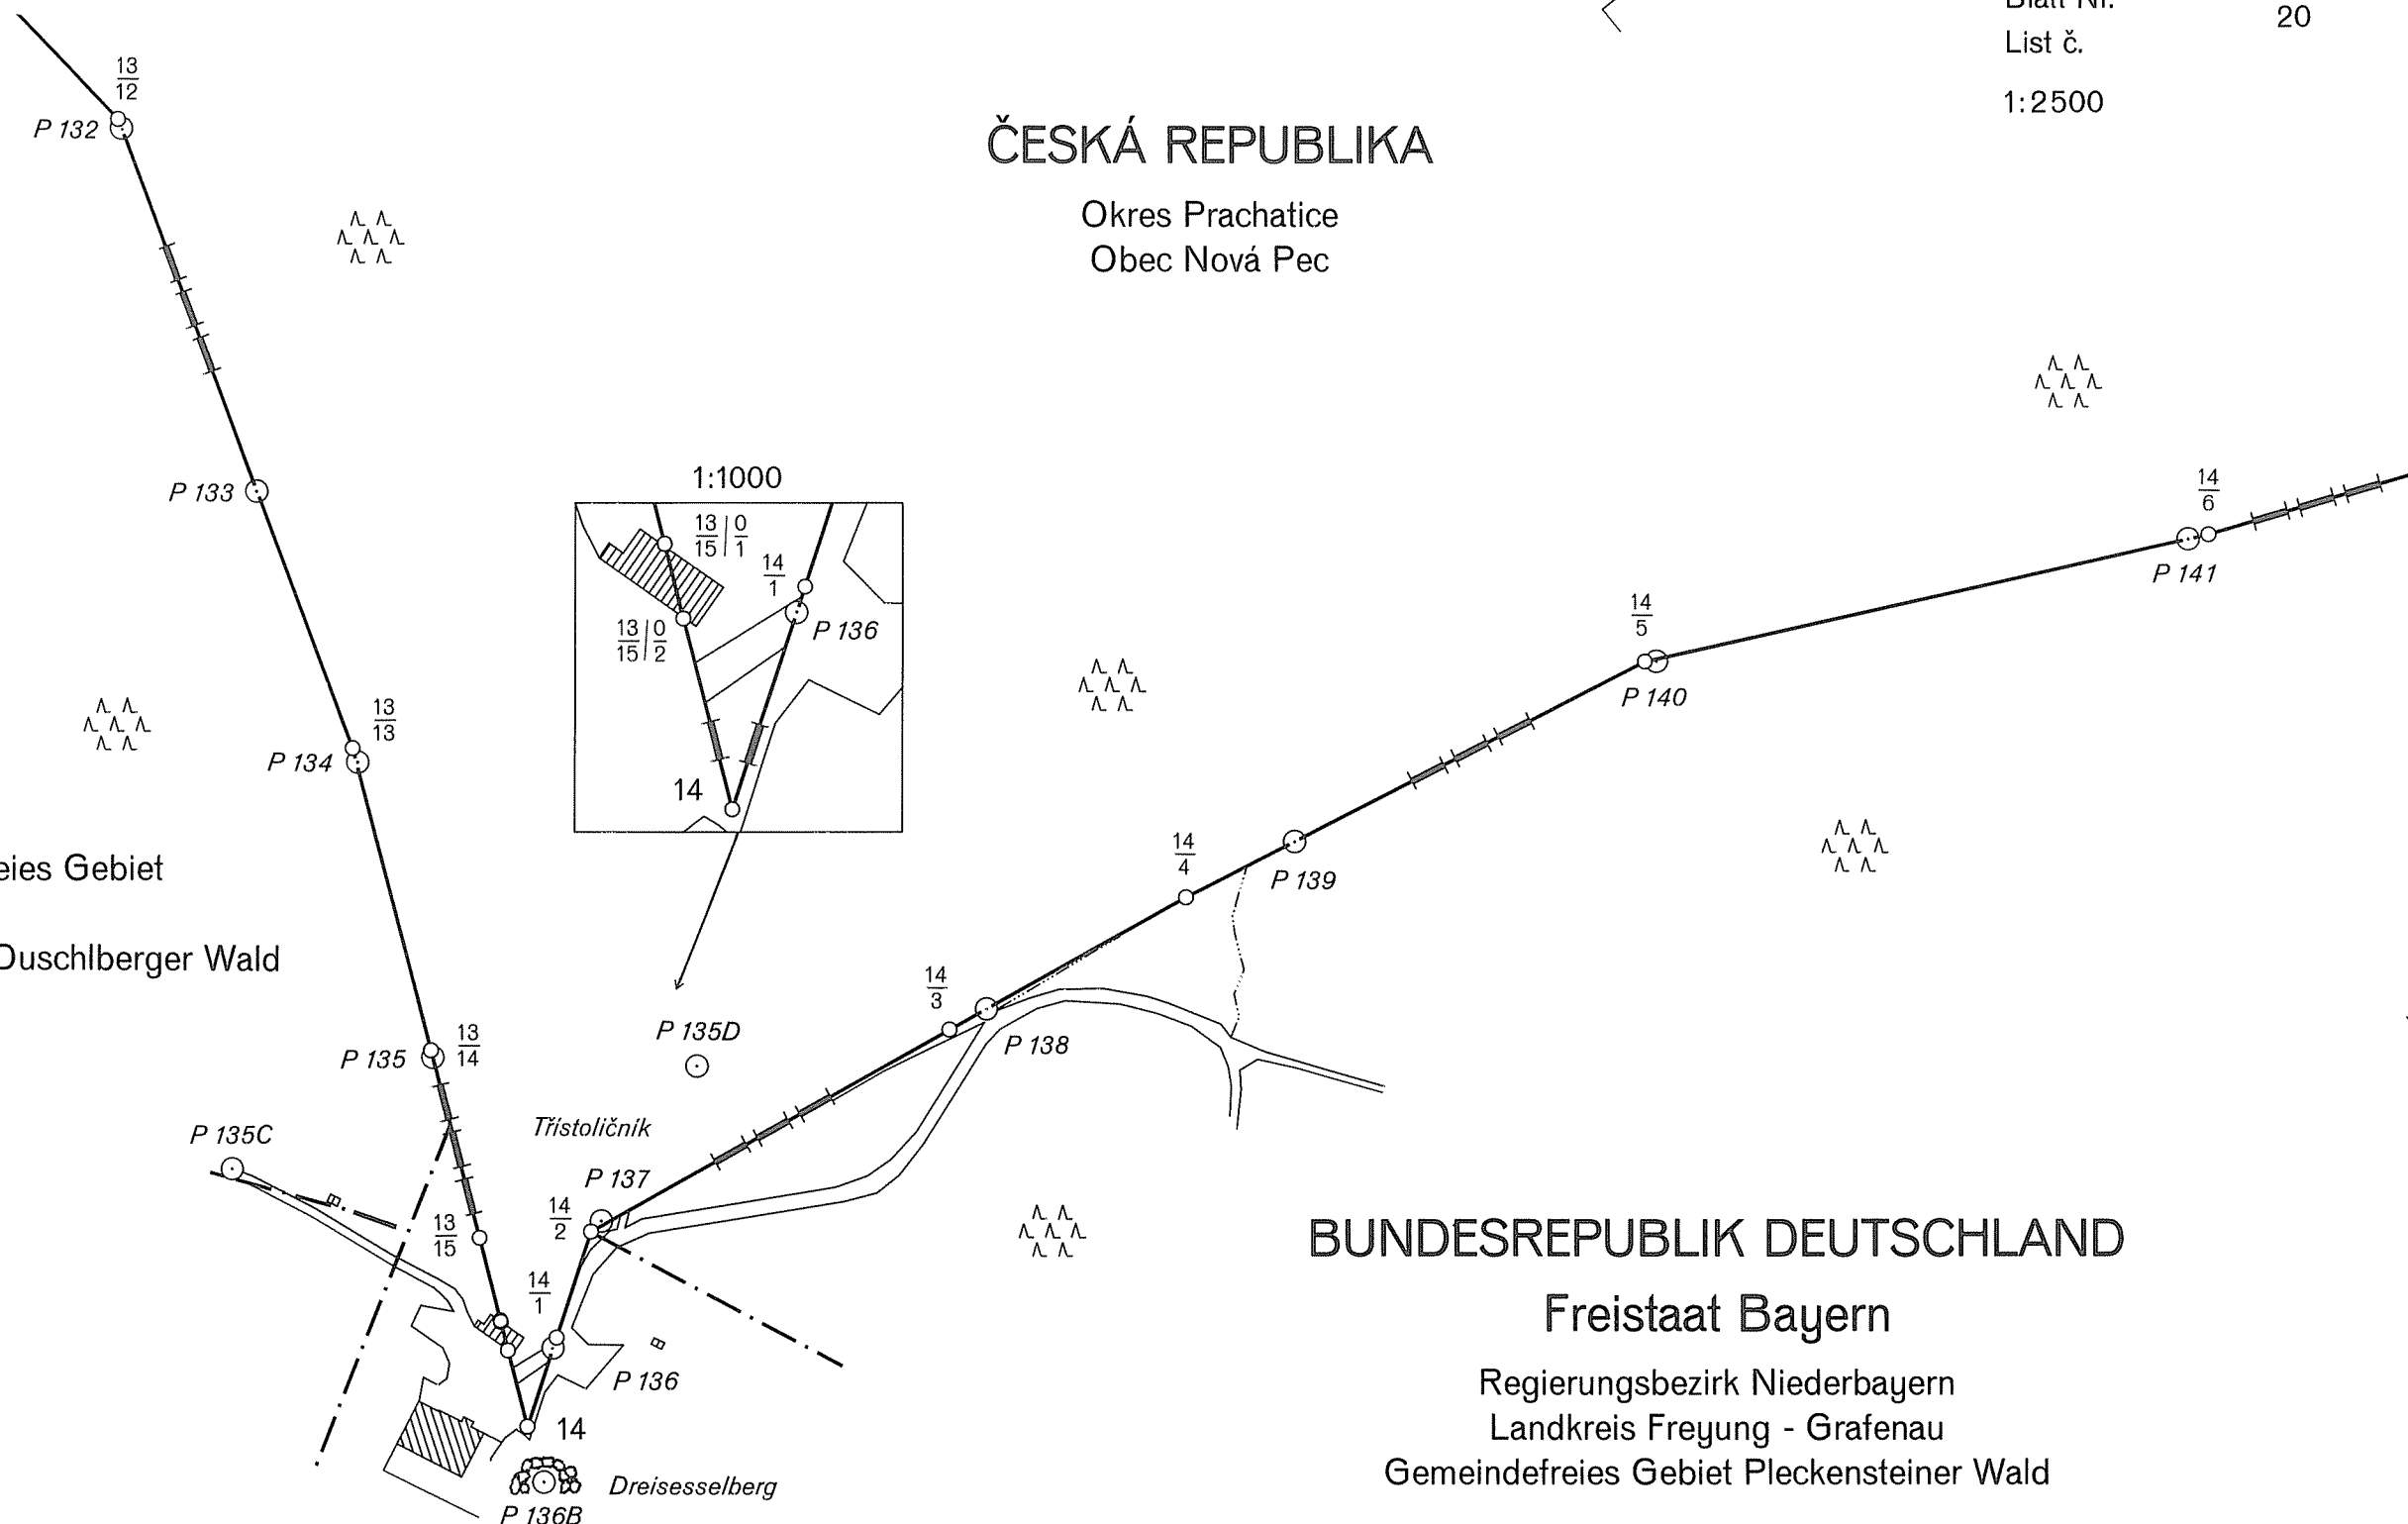 Blatt Nr.
20
List č.
1:2500
13
12
P 132
ČESKÁ REPUBLIKA
Okres Prachatice
Obec Nová Pec
P 133
1:1000
13 0
15 1
14
1
13 0
15 2
P 136
14
14
6
P 141
14
5
P 140
13
13
P 134
14
4
P 139
eies Gebiet
Duschlberger Wald
14
3
P 138
P 135D
P 135
13
14
P 135C
Třístoličník
P 137
14
2
13
15
14
1
P 136
14
Dreisesselberg
P 136B
BUNDESREPUBLIK DEUTSCHLAND
Freistaat Bayern
Regierungsbezirk Niederbayern
Landkreis Freyung - Grafenau
Gemeindefreies Gebiet Pleckensteiner Wald